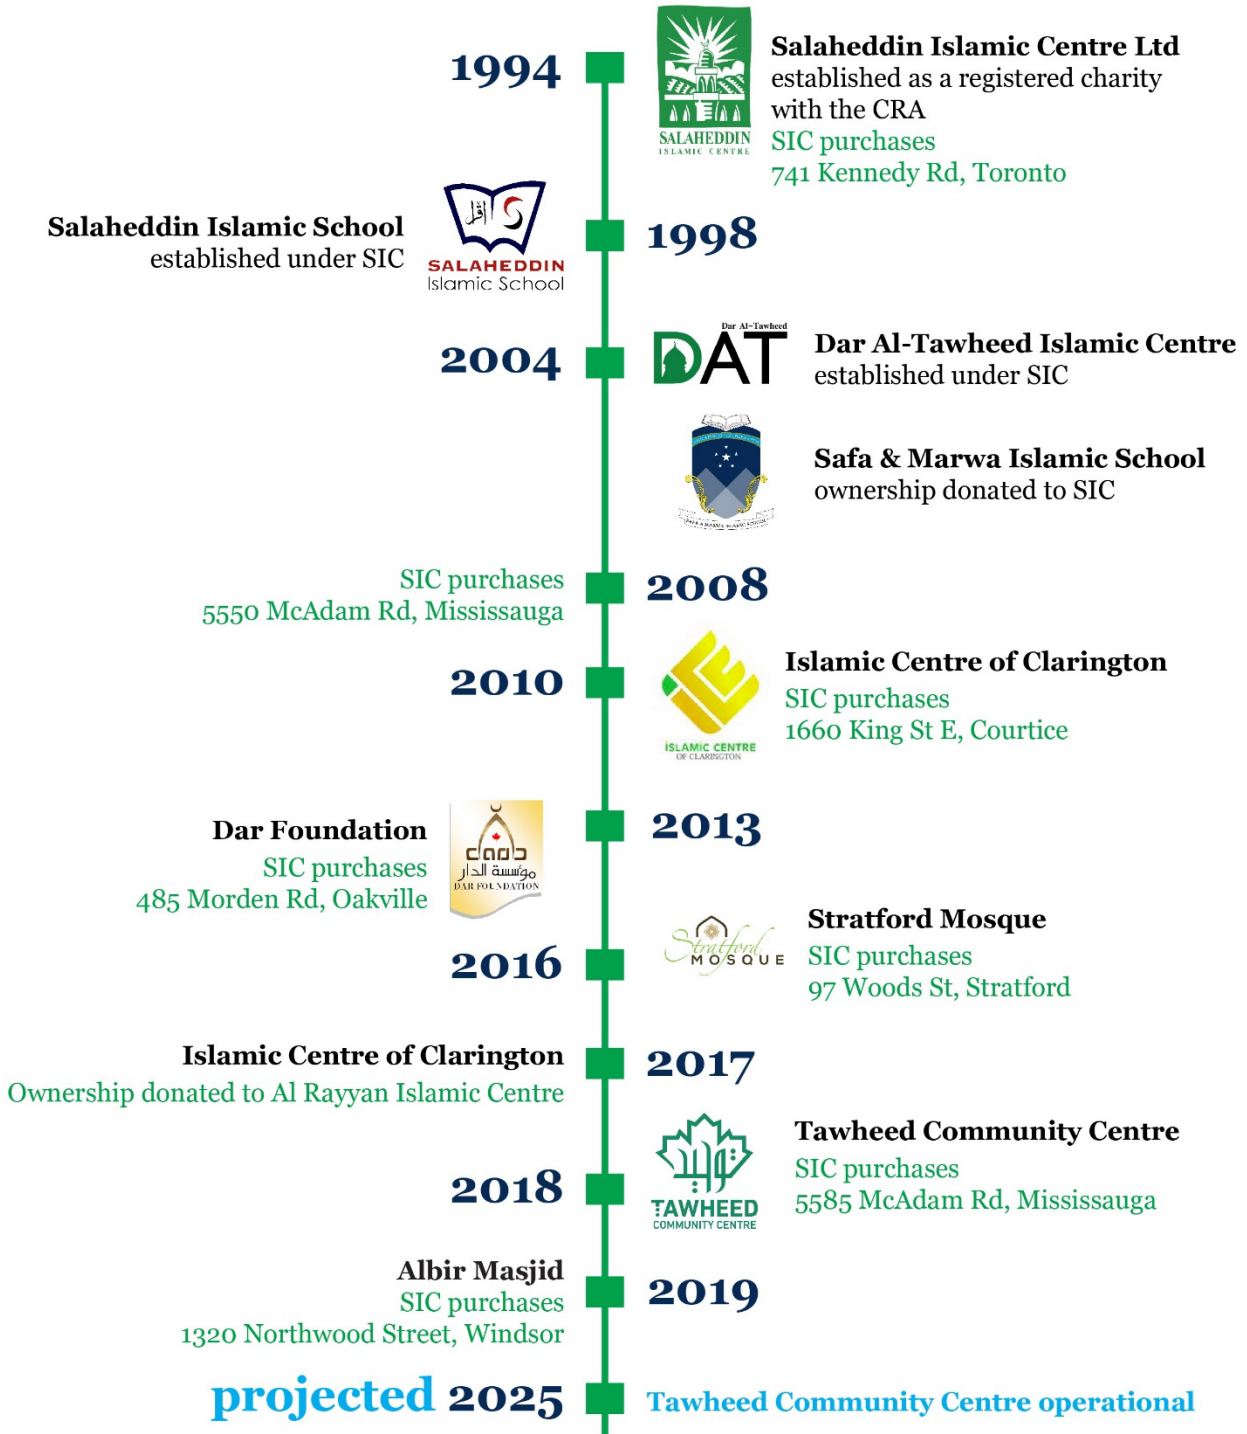 1994
SALAHEDDIN
ISLAMIC CENTRE
Salaheddin Islamic Centre Ltd
established as a registered charity
with the CRA
SIC purchases
741 Kennedy Rd, Toronto
Salaheddin Islamic School
established under SIC
اقرأ
SALAHEDDIN
Islamic School
1998
2004
Dar Al-Tawheed
DAT
Dar Al-Tawheed Islamic Centre
established under SIC
SAFA & MARWA ISLAMIC SCHOOL
Safa & Marwa Islamic School
ownership donated to SIC
SIC purchases
5550 McAdam Rd, Mississauga
2008
2010
ISLAMIC CENTRE
OF CLARINGTON
Islamic Centre of Clarington
SIC purchases
1660 King St E, Courtice
Dar Foundation
SIC purchases
485 Morden Rd, Oakville
مؤسسة الدار
DAR FOUNDATION
2013
2016
Stratford
MOSQUE
Stratford Mosque
SIC purchases
97 Woods St, Stratford
Islamic Centre of Clarington
Ownership donated to Al Rayyan Islamic Centre
2017
2018
توحيد
TAWHEED
COMMUNITY CENTRE
Tawheed Community Centre
SIC purchases
5585 McAdam Rd, Mississauga
Albir Masjid
SIC purchases
1320 Northwood Street, Windsor
2019
projected 2025
Tawheed Community Centre operational